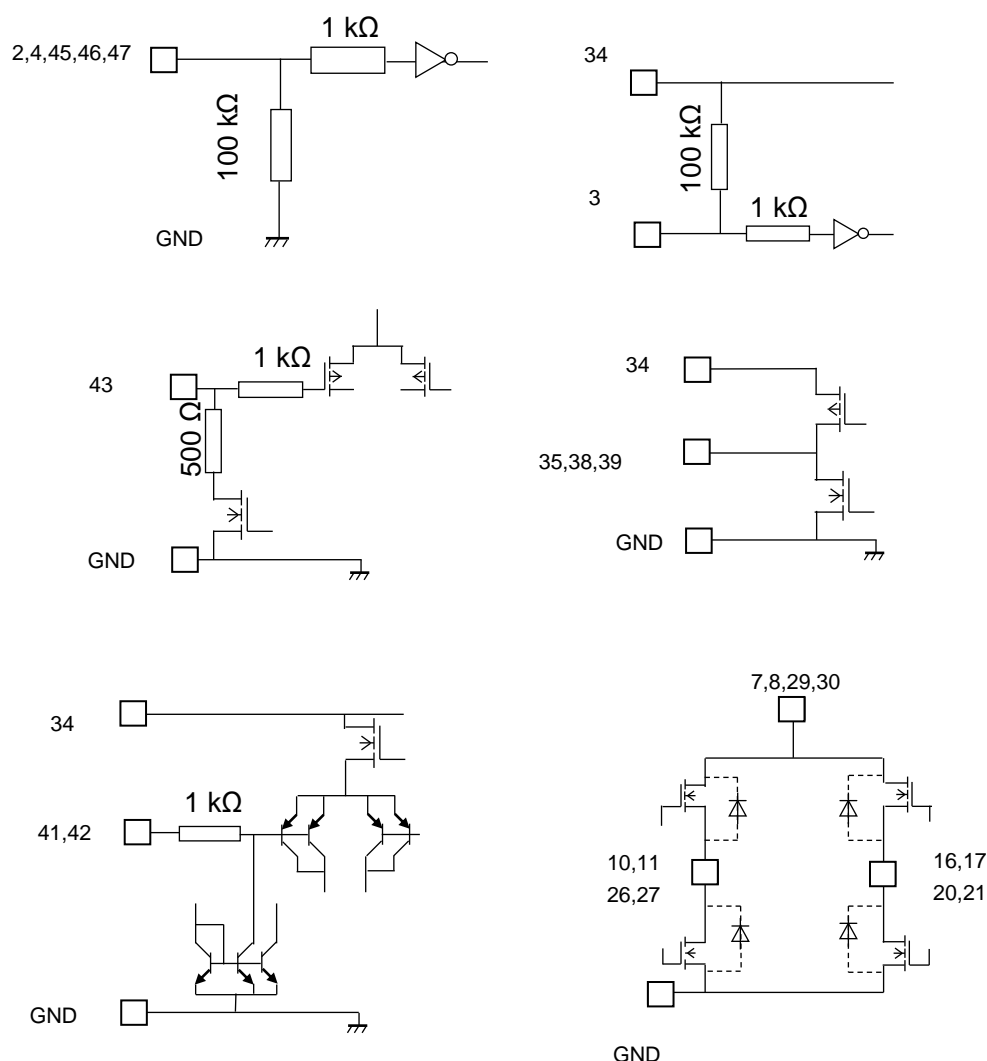 2,4,45,46,47
1 kΩ
100 kΩ
GND
34
100 kΩ
3
1 kΩ
43
1 kΩ
500 Ω
GND
34
35,38,39
GND
34
1 kΩ
41,42
GND
7,8,29,30
10,11
26,27
16,17
20,21
GND